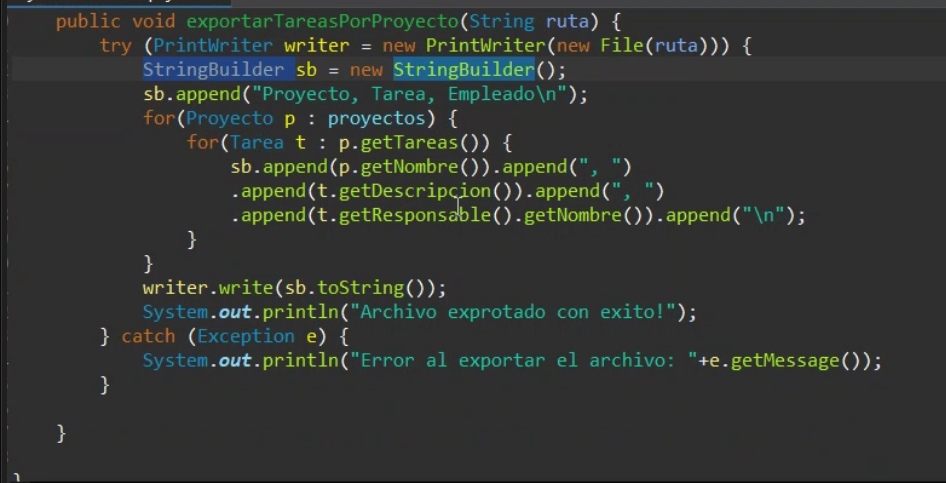 public void exportarTareasPorProyecto(String ruta) {
try (PrintWriter writer = new PrintWriter(new File(ruta))) {
StringBuilder sb = new StringBuilder();
sb.append("Proyecto, Tarea, Empleado\n");
for(Proyecto p : proyectos) {
for(Tarea t : p.getTareas()) {
sb.append(p.getNombre()).append(", ")
.append(t.getDescripcion()).append(", ")
.append(t.getResponsable().getNombre()).append("\n");
}
}
writer.write(sb.toString());
System.out.println("Archivo exprotado con exito!");
} catch (Exception e) {
System.out.println("Error al exportar el archivo: "+e.getMessage());
}
}
}